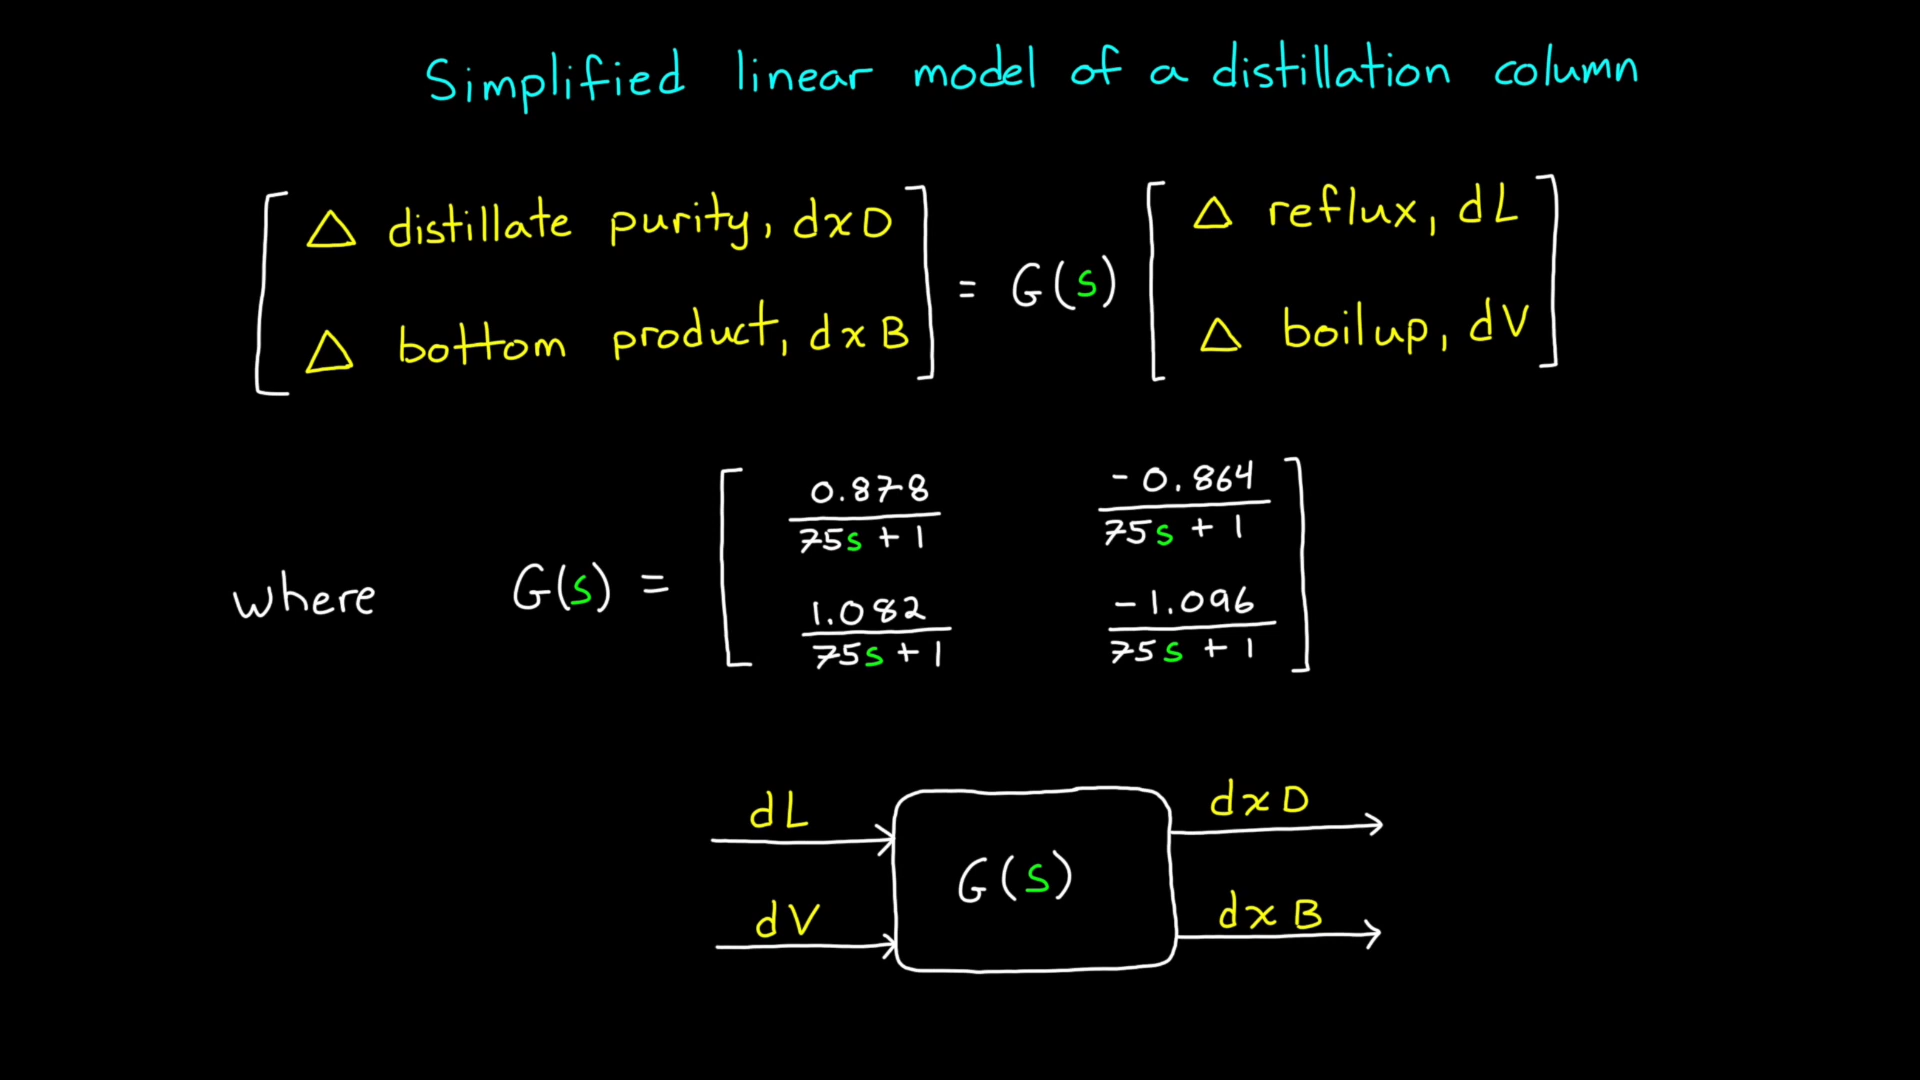 Simplified linear model of a distillation column
[ Δ distillate purity, dxD
Δ bottom product, dxB ] = G(s) [ Δ reflux, dL
Δ boilup, dV ]
where G(s) = [ 0.878/(75s + 1) -0.864/(75s + 1)
1.082/(75s + 1) -1.096/(75s + 1) ]
dL G(s) dxD
dV dxB